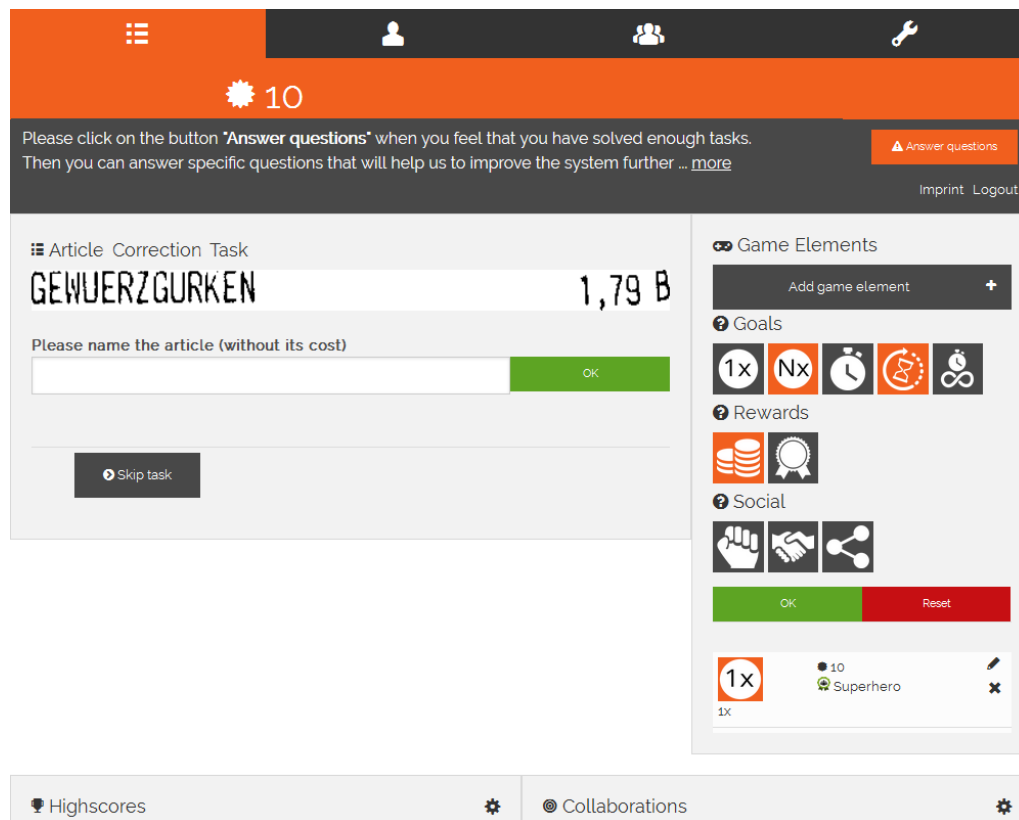 10
Please click on the button "Answer questions" when you feel that you have solved enough tasks.
Then you can answer specific questions that will help us to improve the system further ... more
Answer questions
Imprint Logout
Article Correction Task
GEWUERZGURKEN 1,79 B
Please name the article (without its cost)
OK
Skip task
Game Elements
Add game element +
Goals
1x Nx
Rewards
Social
OK Reset
1x
10
Superhero
1x
Highscores
Collaborations